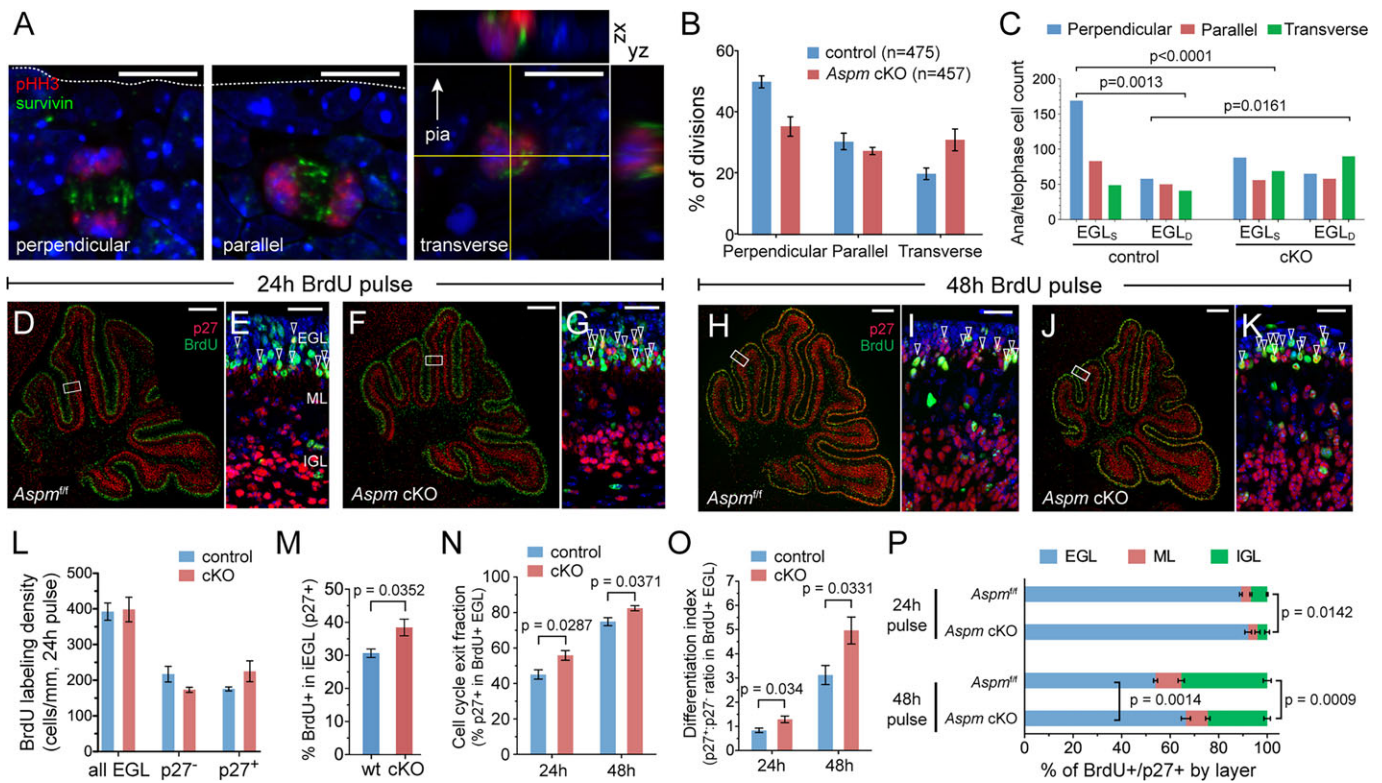 A
pHH3
survivin
perpendicular
parallel
pia
transverse
zx
yz
B
control (n=475)
Aspm cKO (n=457)
% of divisions
60
40
20
0
Perpendicular Parallel Transverse
C
Perpendicular Parallel Transverse
Ana/telophase cell count
200
150
100
50
0
p<0.0001
p=0.0013
p=0.0161
EGLS EGLD EGLS EGLD
control cKO
24h BrdU pulse
48h BrdU pulse
D
p27
BrdU
Aspmf/f
E
EGL
ML
IGL
F
Aspm cKO
G
H
p27
BrdU
Aspmf/f
I
J
Aspm cKO
K
L
control
cKO
BrdU labeling density
(cells/mm, 24h pulse)
500
400
300
200
100
0
all EGL p27- p27+
M
% BrdU+ in iEGL (p27+)
50
40
30
20
10
0
p = 0.0352
wt cKO
N
control
cKO
Cell cycle exit fraction
(% p27+ in BrdU+ EGL)
100
80
60
40
20
0
p = 0.0371
p = 0.0287
24h 48h
O
control
cKO
Differentiation index
(p27+:p27- ratio in BrdU+ EGL)
7
6
5
4
3
2
1
0
p = 0.0331
p = 0.034
24h 48h
P
EGL ML IGL
24h
pulse
Aspmf/f
Aspm cKO
p = 0.0142
48h
pulse
Aspmf/f
Aspm cKO
p = 0.0014
p = 0.0009
0 20 40 60 80 100
% of BrdU+/p27+ by layer